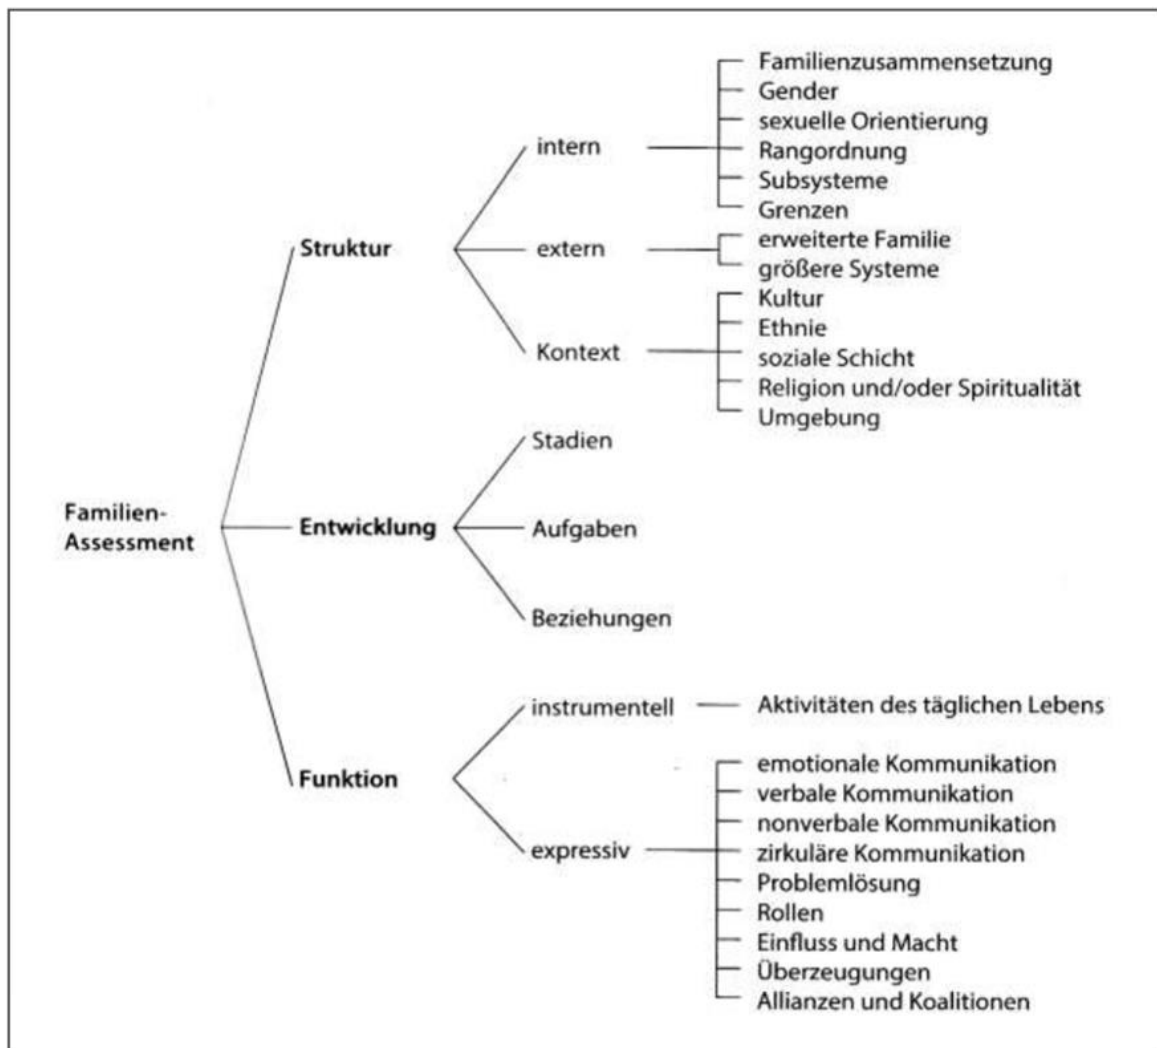 Familien-
Assessment
Struktur
intern
Familienzusammensetzung
Gender
sexuelle Orientierung
Rangordnung
Subsysteme
Grenzen
extern
erweiterte Familie
größere Systeme
Kontext
Kultur
Ethnie
soziale Schicht
Religion und/oder Spiritualität
Umgebung
Entwicklung
Stadien
Aufgaben
Beziehungen
Funktion
instrumentell
Aktivitäten des täglichen Lebens
expressiv
emotionale Kommunikation
verbale Kommunikation
nonverbale Kommunikation
zirkuläre Kommunikation
Problemlösung
Rollen
Einfluss und Macht
Überzeugungen
Allianzen und Koalitionen